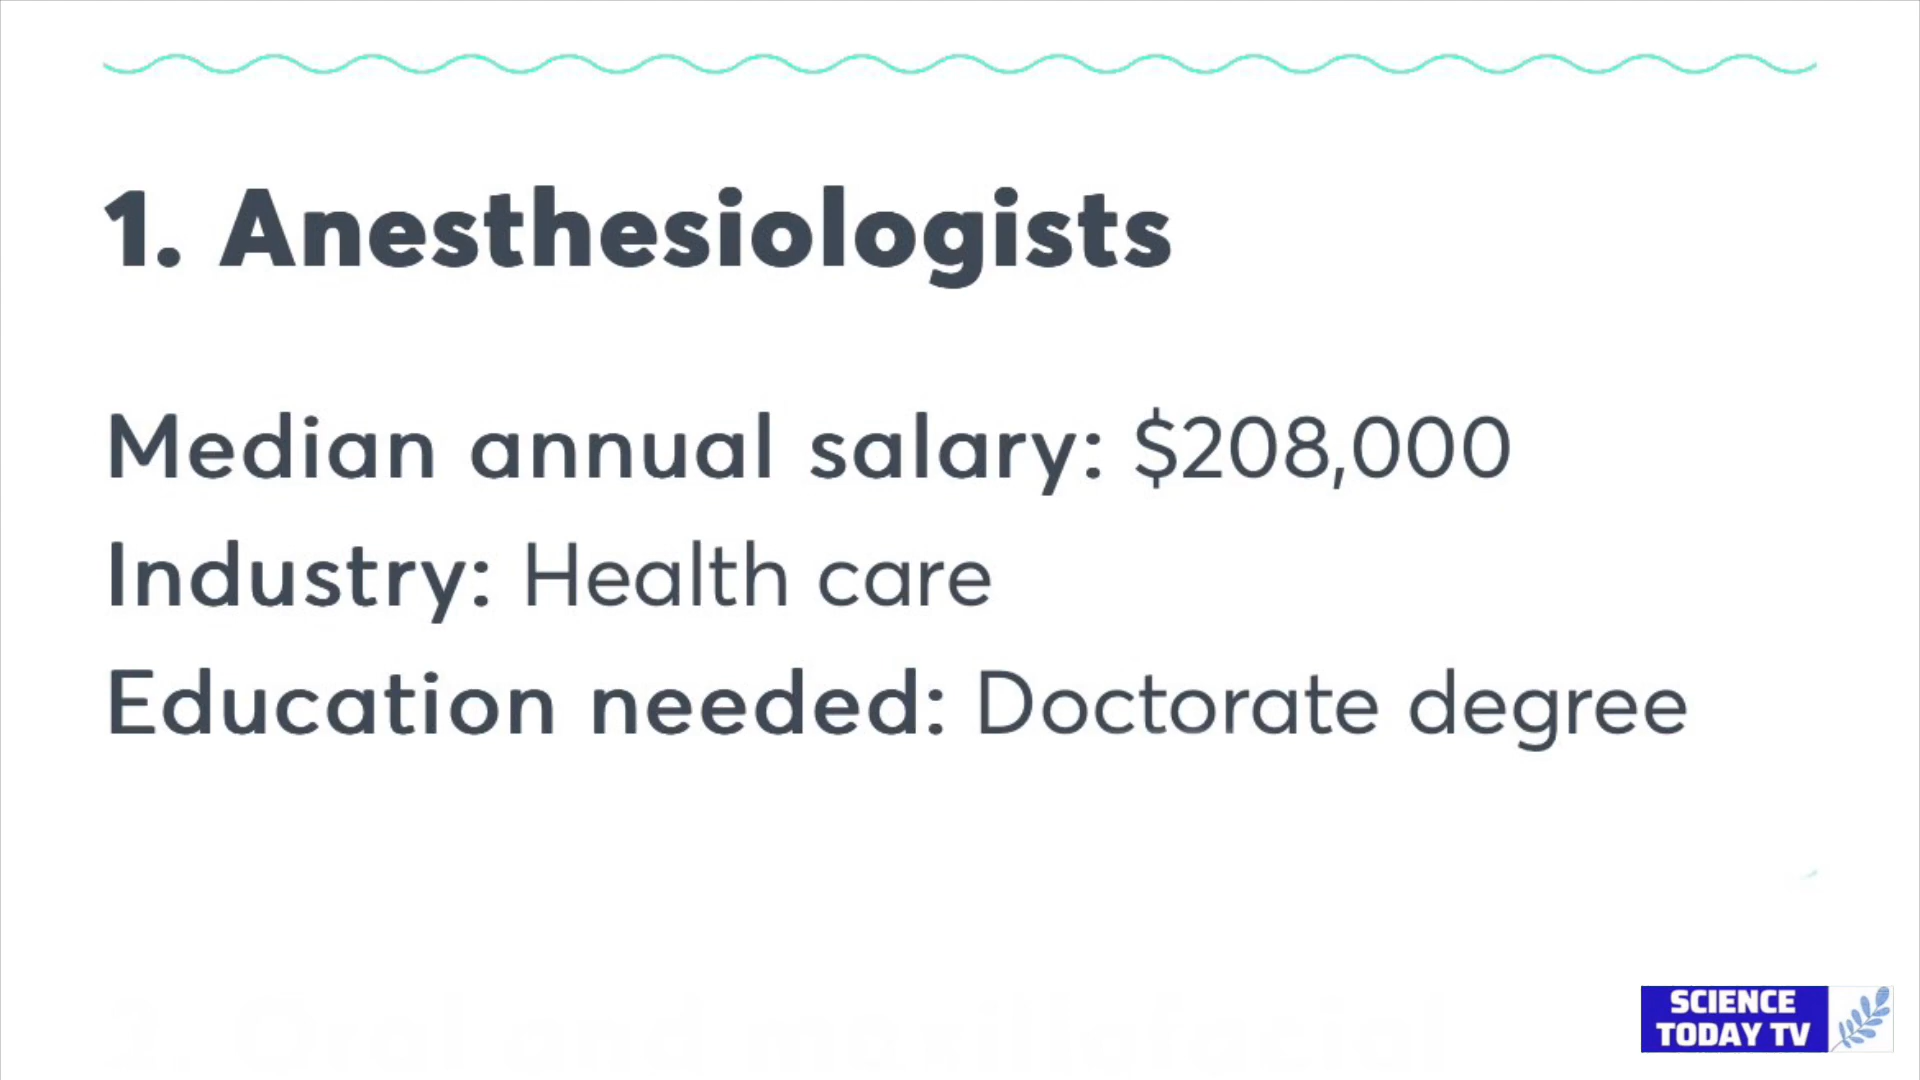 1. Anesthesiologists
Median annual salary: $208,000
Industry: Health care
Education needed: Doctorate degree
SCIENCE
TODAY TV